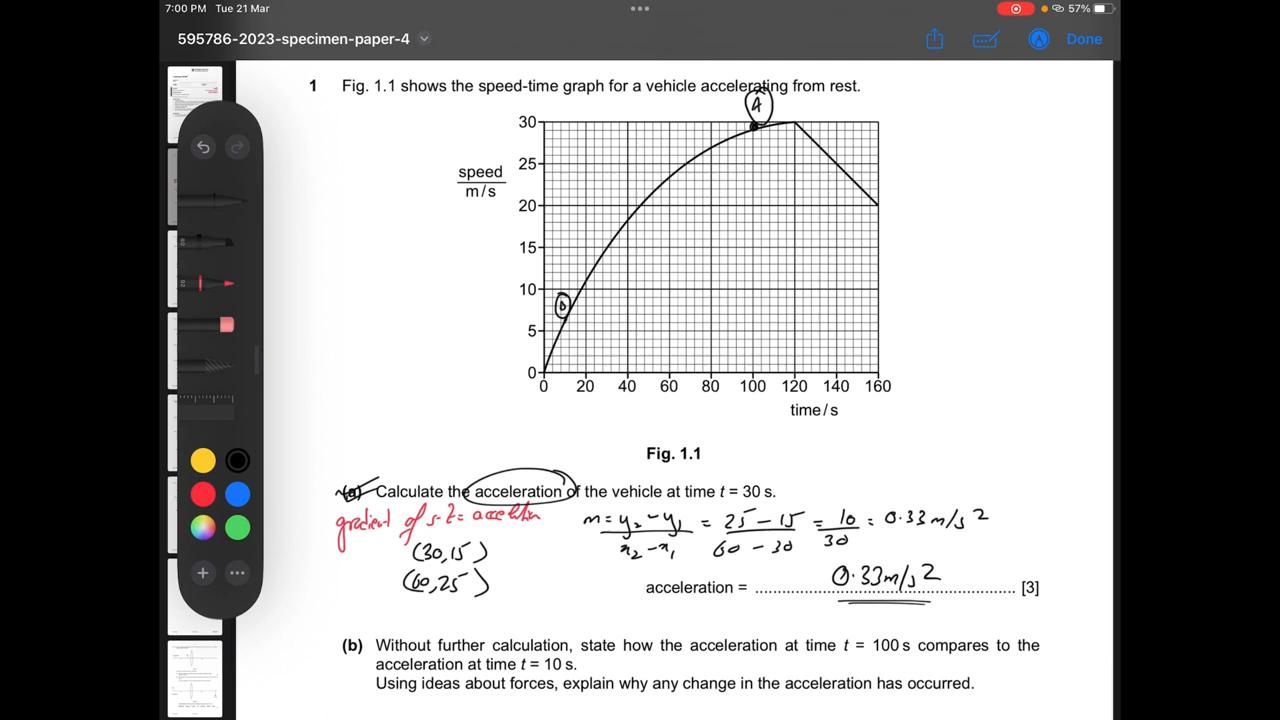 7:00 PM Tue 21 Mar
57%
595786-2023-specimen-paper-4
Done
1 Fig. 1.1 shows the speed-time graph for a vehicle accelerating from rest.
A
30
25
speed
m/s
20
15
10
5
0
0 20 40 60 80 100 120 140 160
time/s
Fig. 1.1
(a) Calculate the acceleration of the vehicle at time t = 30 s.
gradient of s-t = 
m = y2 - y1 / x2 - x1 = 25 - 15 / 60 - 30 = 10 / 30 = 0.33 m/s2
(30,15)
(60,25)
acceleration = 0.33 m/s2 [3]
(b) Without further calculation, state how the acceleration at time t = 100 s compares to the
acceleration at time t = 10 s.
Using ideas about forces, explain why any change in the acceleration has occurred.